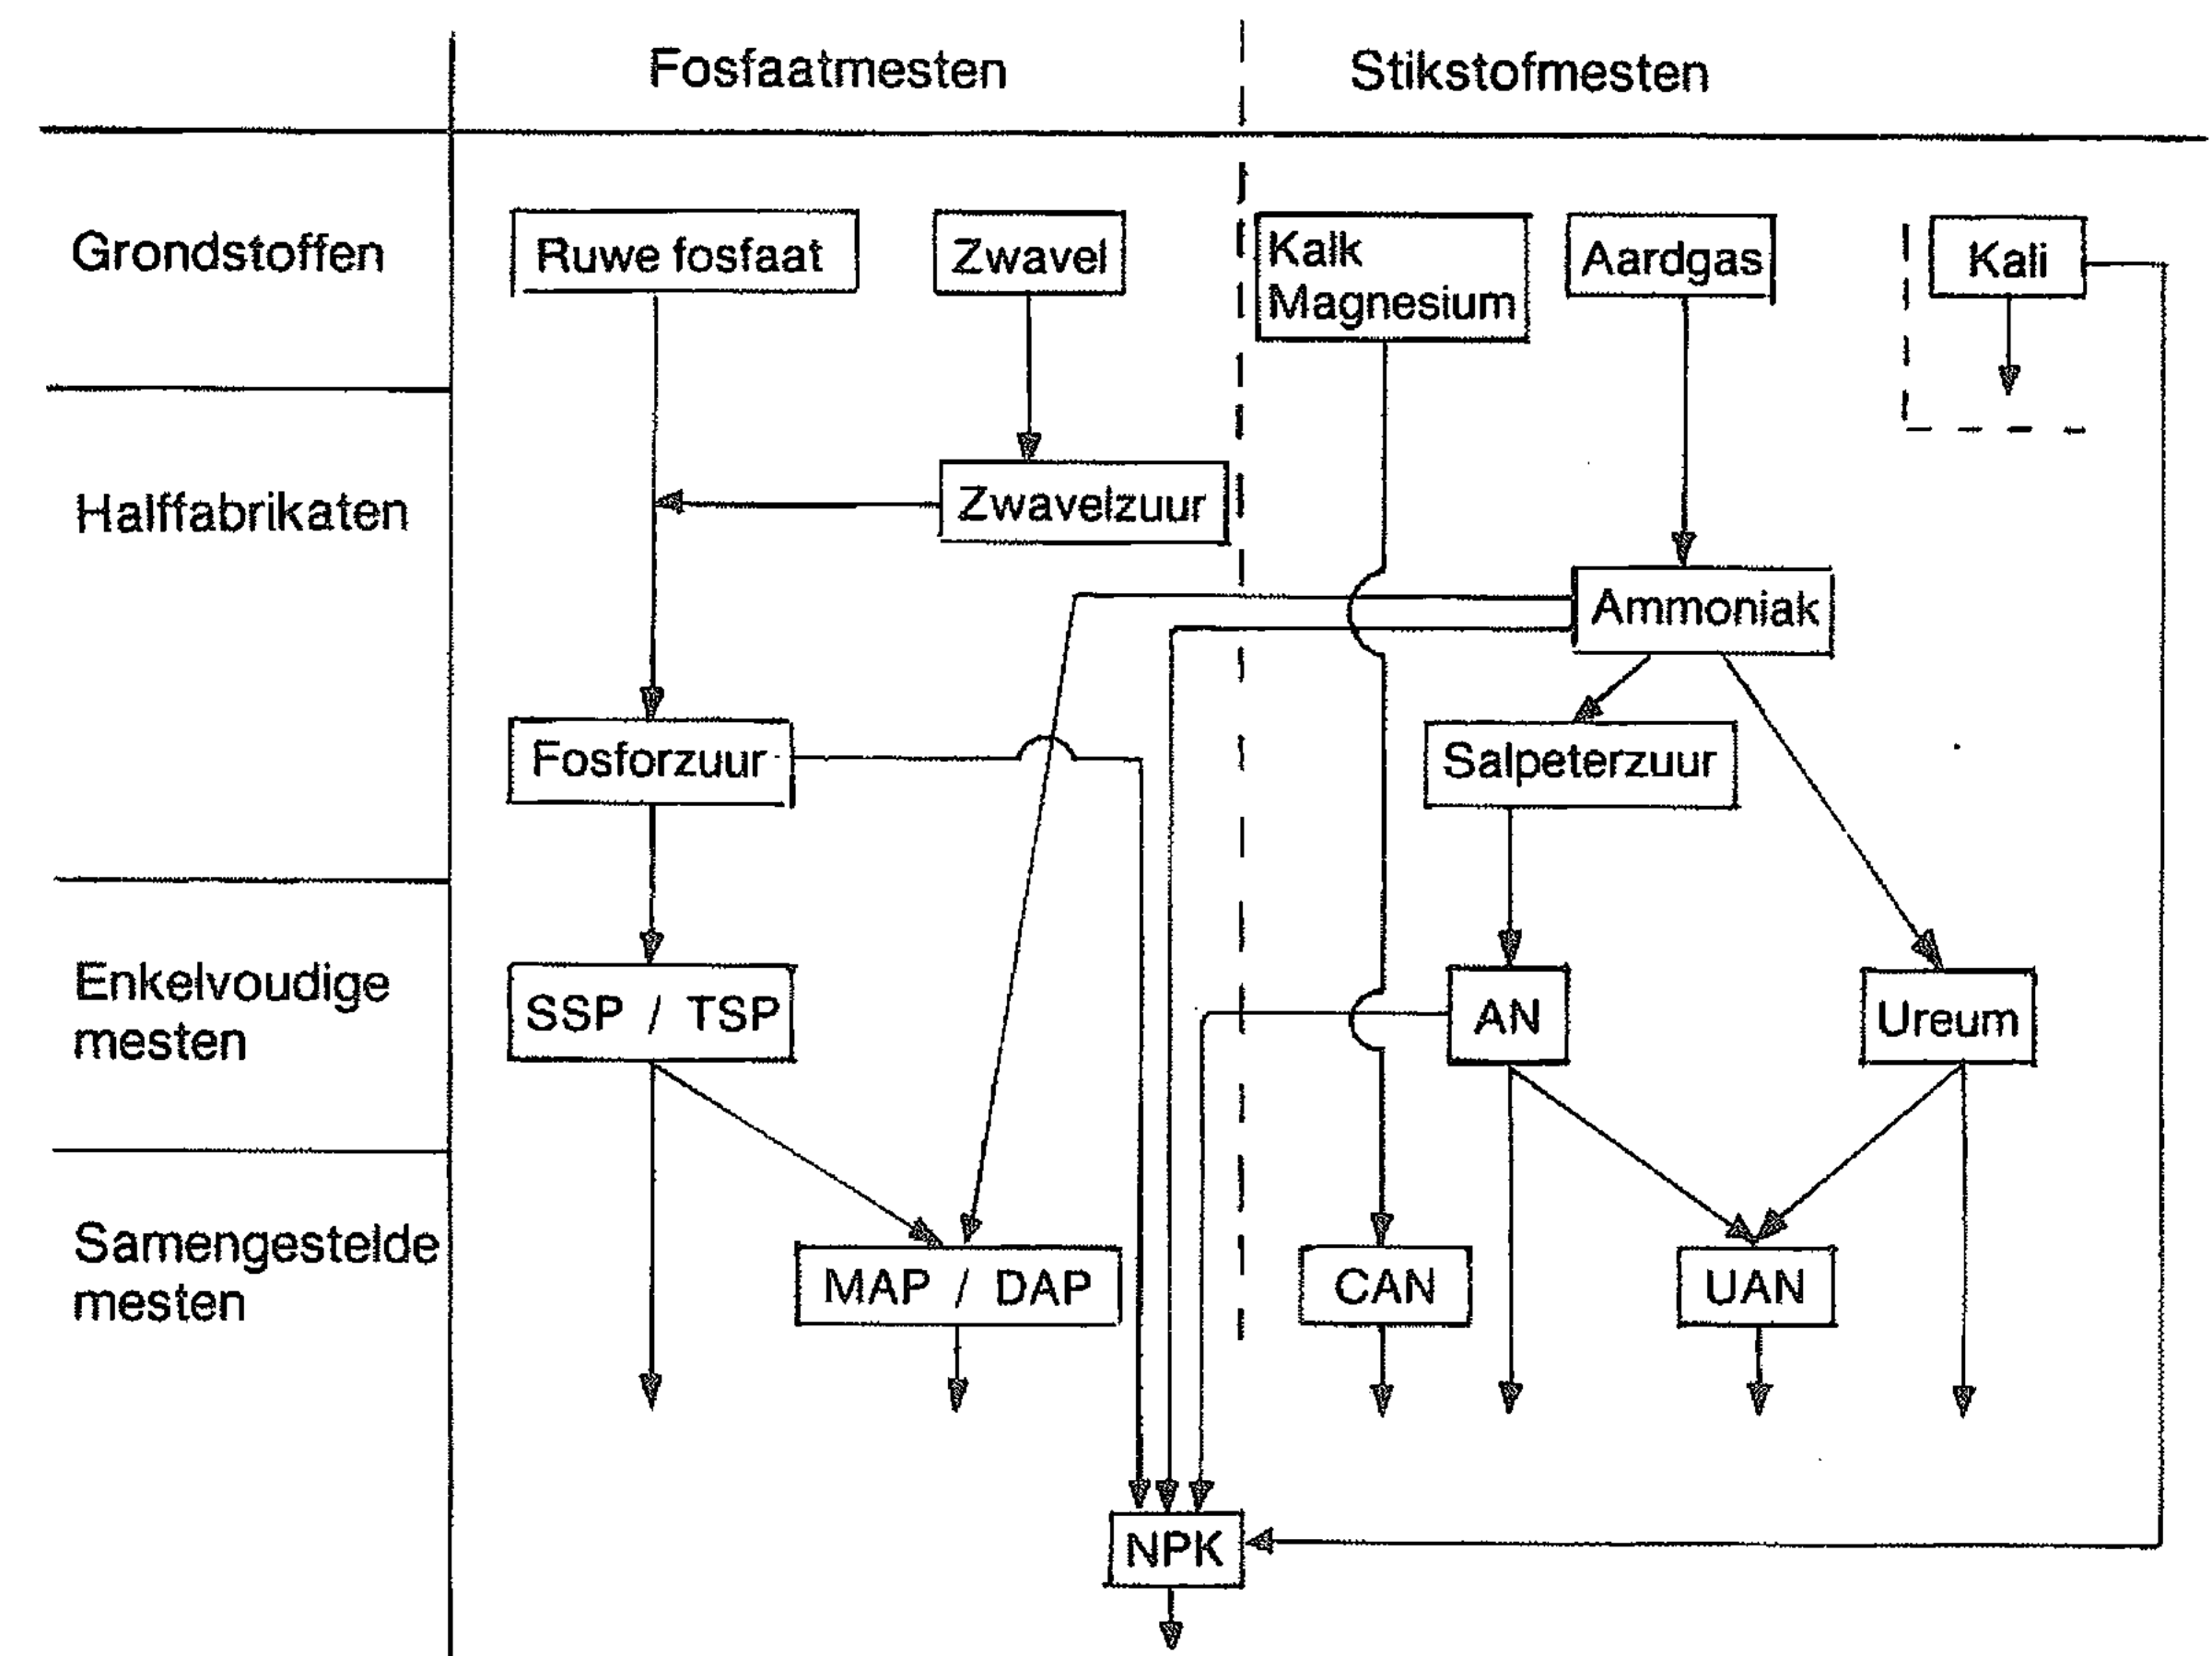 Fosfaatmesten
Stikstofmesten
Grondstoffen
Ruwe fosfaat
Zwavel
Kalk
Magnesium
Aardgas
Kali
Halffabrikaten
Zwavelzuur
Ammoniak
Fosforzuur
Salpeterzuur
Enkelvoudige
mesten
SSP / TSP
AN
Ureum
Samengestelde
mesten
MAP / DAP
CAN
UAN
NPK